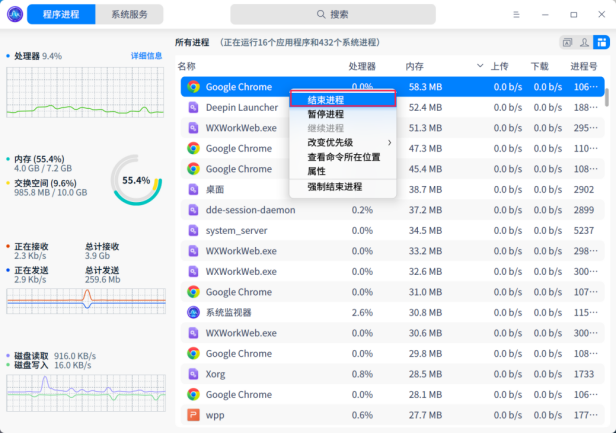 程序进程 系统服务 搜索
所有进程 (正在运行16个应用程序和432个系统进程)
处理器 9.4% 详细信息
内存 (55.4%)
4.0 GB / 7.2 GB
交换空间 (9.6%)
985.8 MB / 10.0 GB
55.4%
正在接收 总计接收
2.3 Kb/s 3.9 Gb
正在发送 总计发送
2.9 Kb/s 259.6 Mb
磁盘读取 916.0 KB/s
磁盘写入 16.0 KB/s
名称 处理器 内存 上传 下载 进程号
Google Chrome 0.0% 58.3 MB 0.0 b/s 0.0 b/s 106···
Deepin Launcher 52.4 MB 0.0 b/s 0.0 b/s 188···
WXWorkWeb.exe 51.3 MB 0.0 b/s 0.0 b/s 295···
Google Chrome 47.3 MB 0.0 b/s 0.0 b/s 110···
Google Chrome 45.4 MB 0.0 b/s 0.0 b/s 108···
桌面 38.7 MB 0.0 b/s 0.0 b/s 2902
dde-session-daemon 0.2% 37.2 MB 0.0 b/s 0.0 b/s 2899
system_server 0.0% 34.5 MB 0.0 b/s 0.0 b/s 5237
WXWorkWeb.exe 0.0% 33.2 MB 0.0 b/s 0.0 b/s 298···
WXWorkWeb.exe 0.0% 32.6 MB 0.0 b/s 0.0 b/s 300···
Google Chrome 0.0% 31.0 MB 0.0 b/s 0.0 b/s 107···
系统监视器 2.6% 30.8 MB 0.0 b/s 0.0 b/s 115···
WXWorkWeb.exe 0.0% 30.6 MB 0.0 b/s 0.0 b/s 300···
Google Chrome 0.0% 29.8 MB 0.0 b/s 0.0 b/s 108···
Xorg 0.8% 28.5 MB 0.0 b/s 0.0 b/s 1733
Google Chrome 0.0% 28.1 MB 0.0 b/s 0.0 b/s 106···
wpp 0.6% 27.7 MB 0.0 b/s 0.0 b/s 177···
结束进程
暂停进程
继续进程
改变优先级
查看命令所在位置
属性
强制结束进程